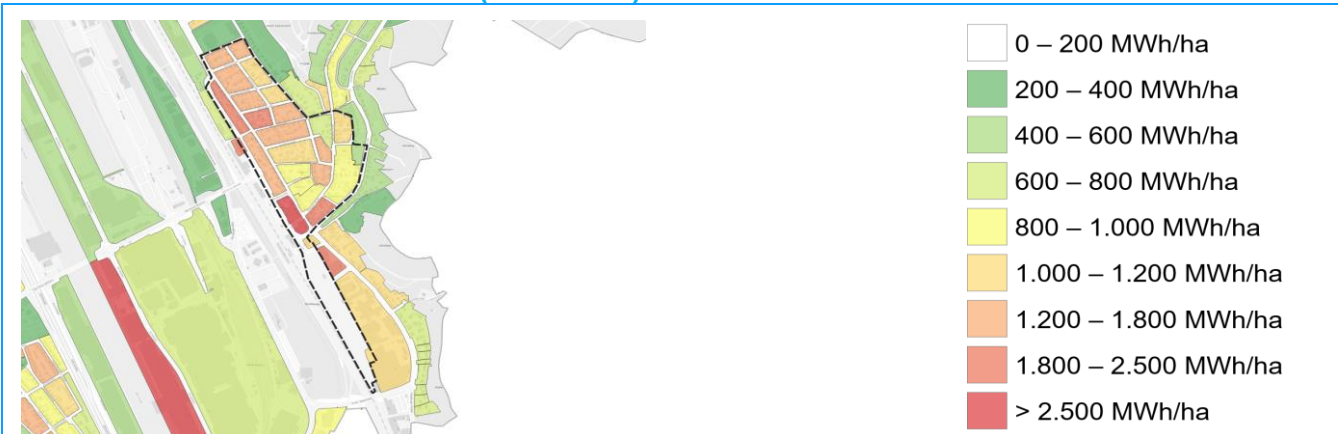 0 – 200 MWh/ha
200 – 400 MWh/ha
400 – 600 MWh/ha
600 – 800 MWh/ha
800 – 1.000 MWh/ha
1.000 – 1.200 MWh/ha
1.200 – 1.800 MWh/ha
1.800 – 2.500 MWh/ha
> 2.500 MWh/ha